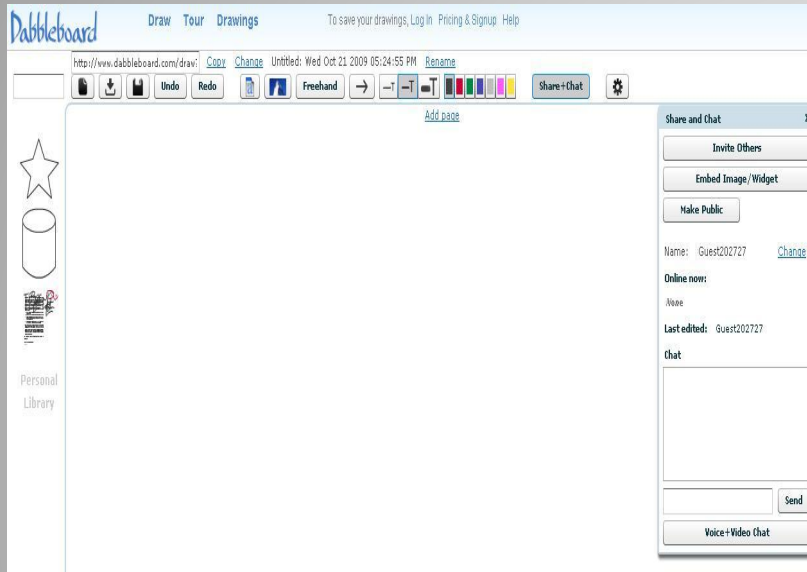 Dabbleboard Draw Tour Drawings To save your drawings, Log In Pricing & Signup Help
http://www.dabbleboard.com/draw? Copy Change Untitled: Wed Oct 21 2009 05:24:55 PM Rename
Undo Redo Freehand T T T Share+Chat
Add page
Share and Chat
Invite Others
Embed Image/Widget
Make Public
Name: Guest202727 Change
Online now:
None
Last edited: Guest202727
Chat
Send
Voice+Video Chat
Personal
Library